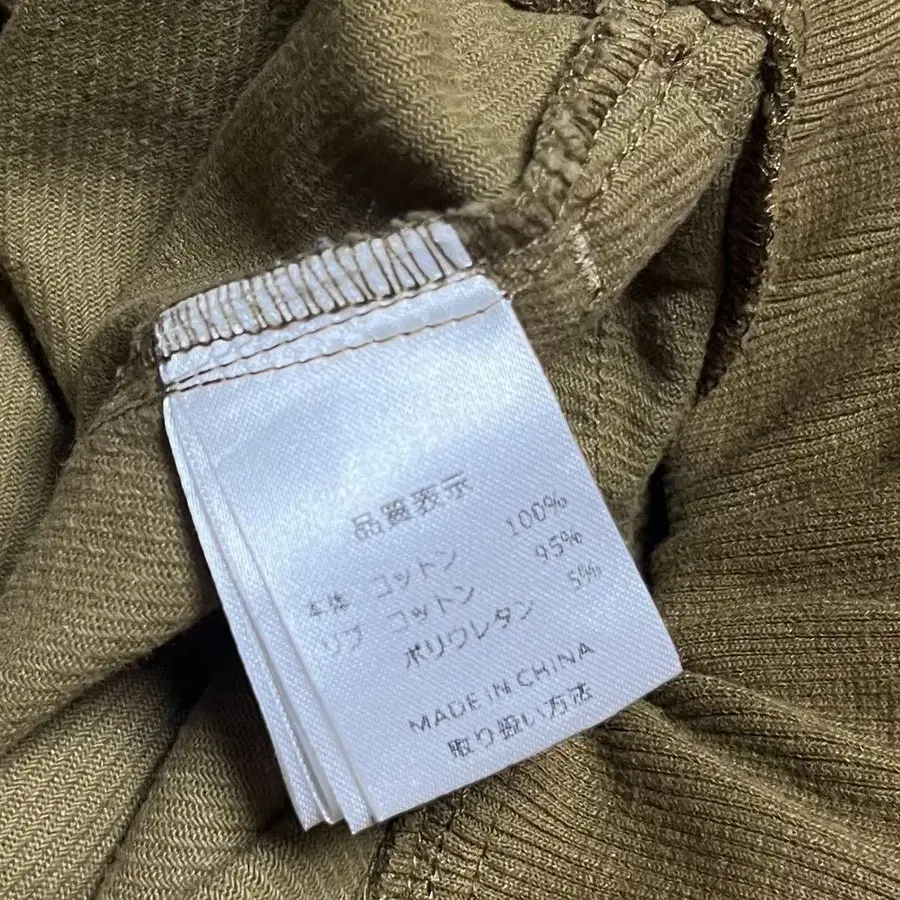 品質表示
本体 コットン 100%
リブ コットン 95%
ポリウレタン 5%
MADE IN CHINA
取り扱い方法